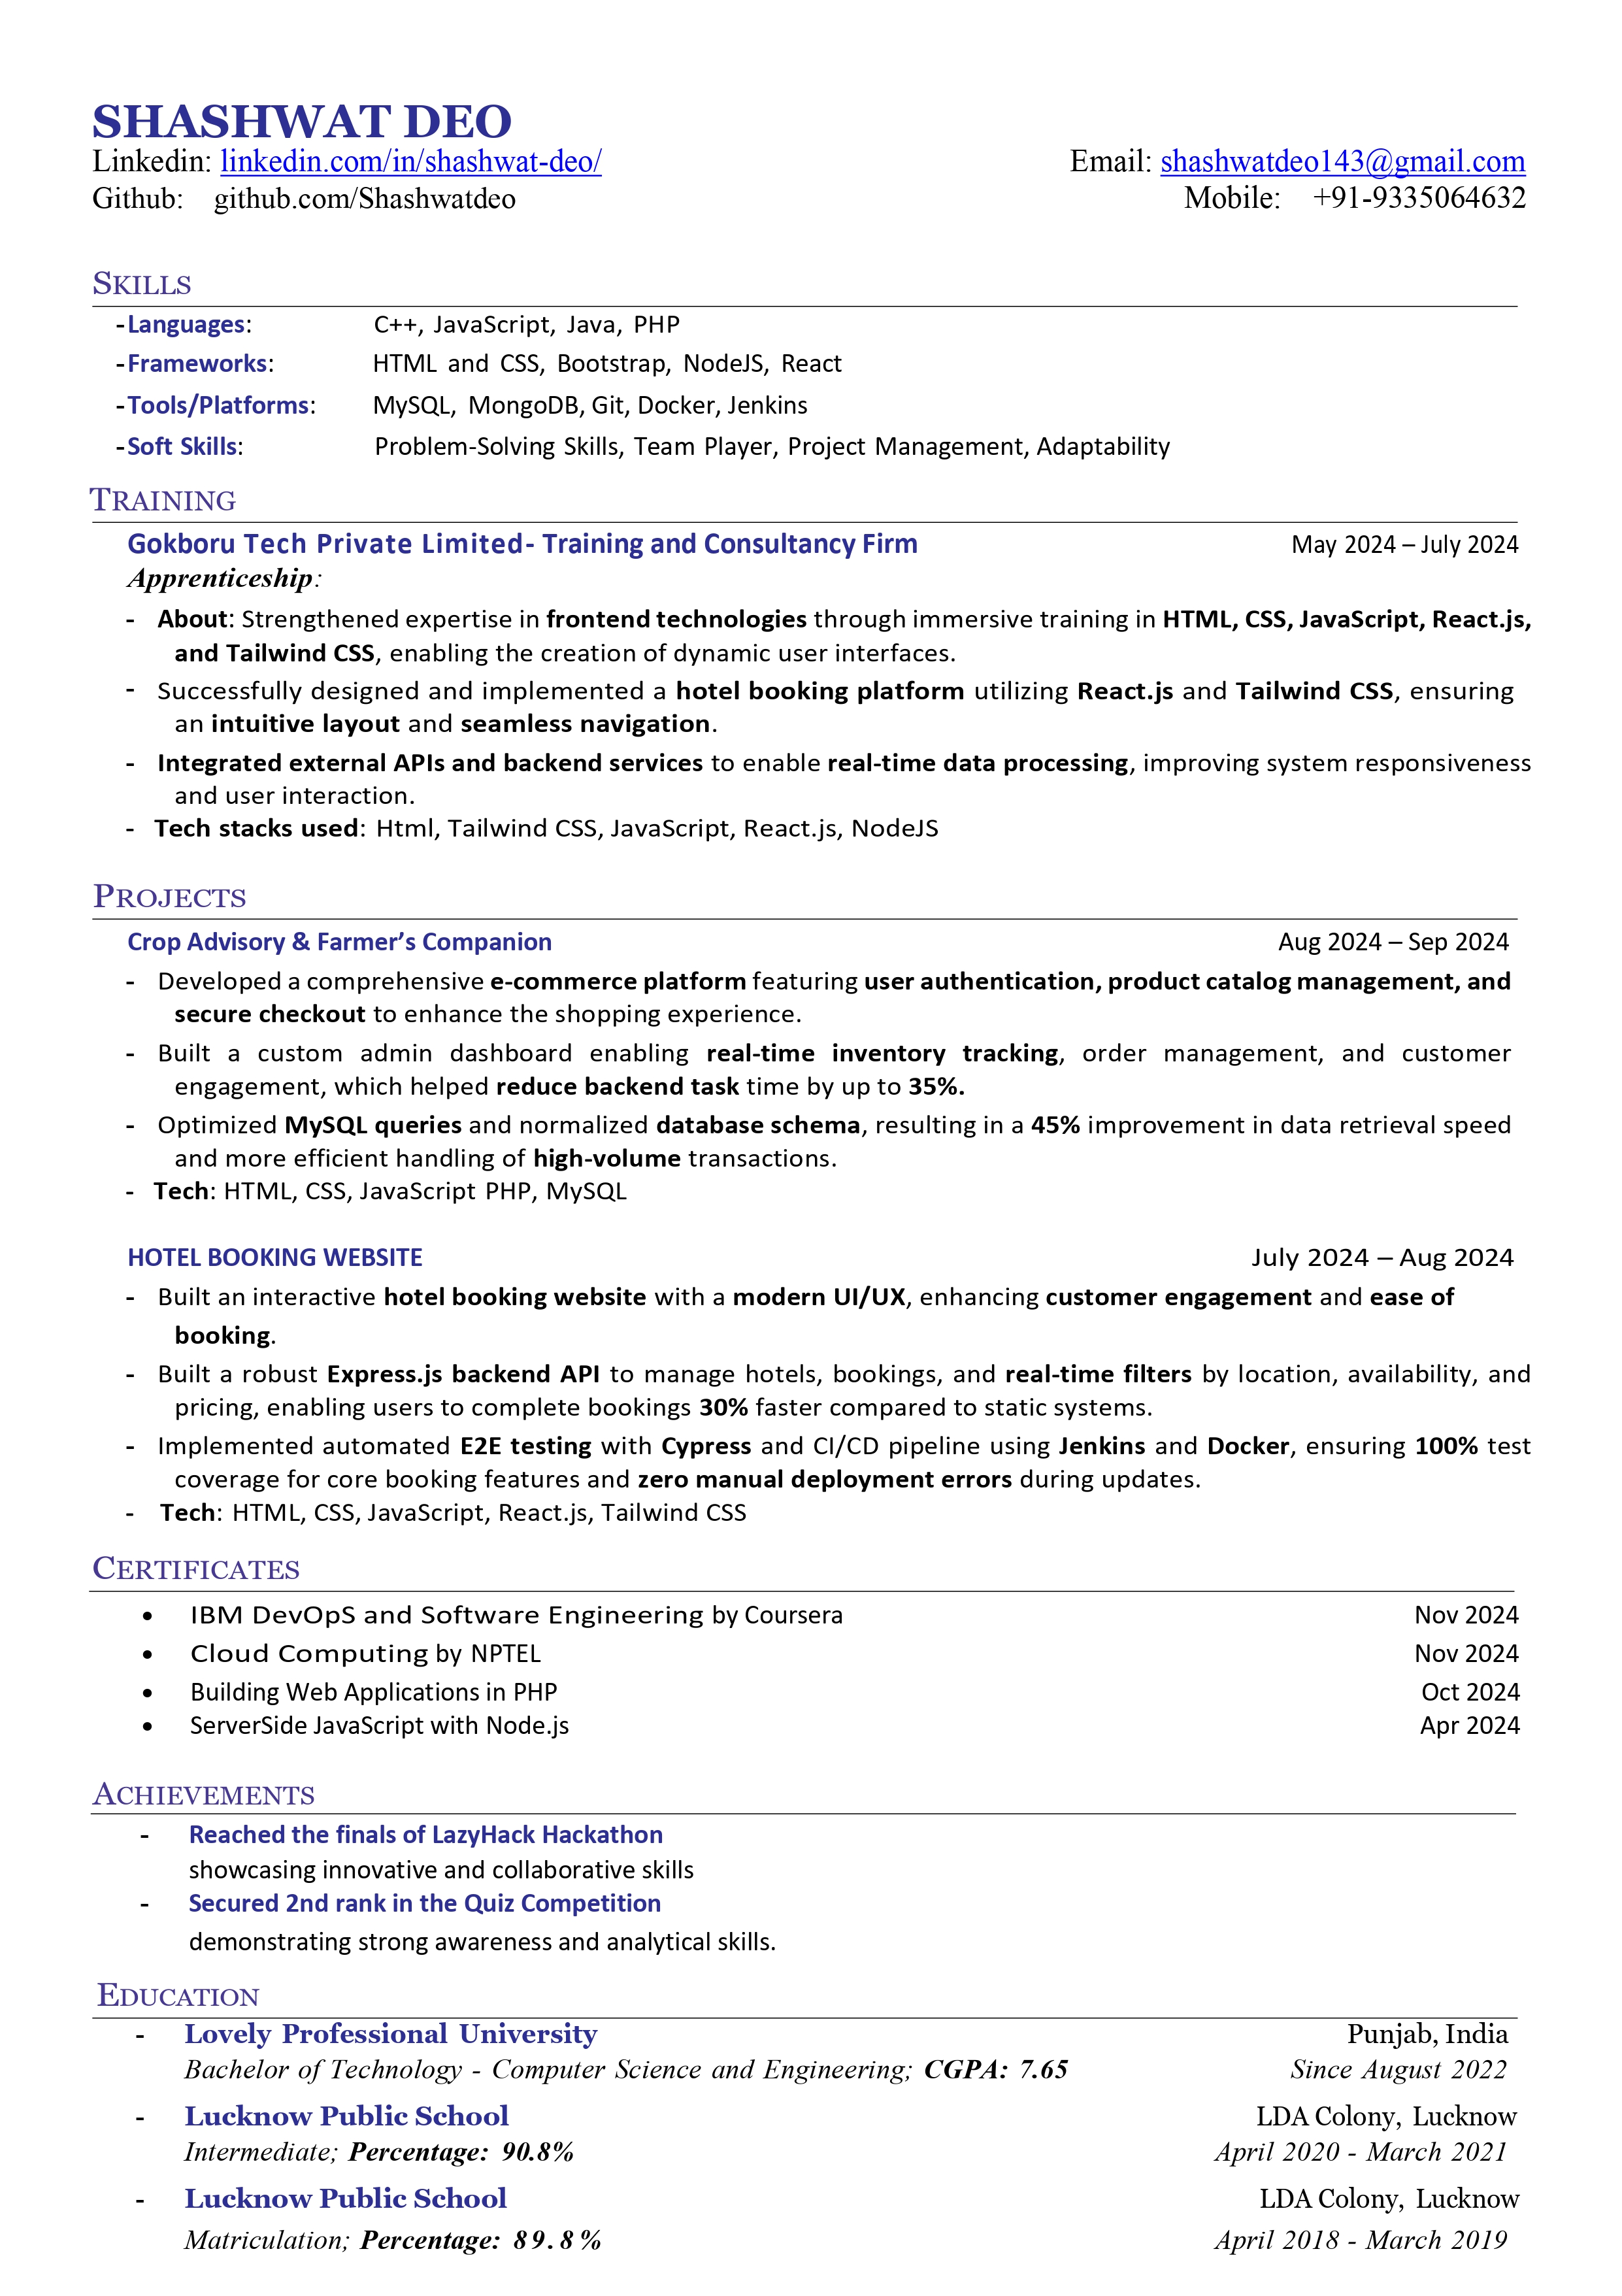 SHASHWAT DEO
Linkedin: linkedin.com/in/shashwat-deo/ Email: shashwatdeo143@gmail.com
Github: github.com/Shashwatdeo Mobile: +91-9335064632
SKILLS
-Languages: C++, JavaScript, Java, PHP
-Frameworks: HTML and CSS, Bootstrap, NodeJS, React
-Tools/Platforms: MySQL, MongoDB, Git, Docker, Jenkins
-Soft Skills: Problem-Solving Skills, Team Player, Project Management, Adaptability
TRAINING
Gokboru Tech Private Limited- Training and Consultancy Firm May 2024 – July 2024
Apprenticeship:
- About: Strengthened expertise in frontend technologies through immersive training in HTML, CSS, JavaScript, React.js,
and Tailwind CSS, enabling the creation of dynamic user interfaces.
- Successfully designed and implemented a hotel booking platform utilizing React.js and Tailwind CSS, ensuring
an intuitive layout and seamless navigation.
- Integrated external APIs and backend services to enable real-time data processing, improving system responsiveness
and user interaction.
- Tech stacks used: Html, Tailwind CSS, JavaScript, React.js, NodeJS
PROJECTS
Crop Advisory & Farmer’s Companion Aug 2024 – Sep 2024
- Developed a comprehensive e-commerce platform featuring user authentication, product catalog management, and
secure checkout to enhance the shopping experience.
- Built a custom admin dashboard enabling real-time inventory tracking, order management, and customer
engagement, which helped reduce backend task time by up to 35%.
- Optimized MySQL queries and normalized database schema, resulting in a 45% improvement in data retrieval speed
and more efficient handling of high-volume transactions.
- Tech: HTML, CSS, JavaScript PHP, MySQL
HOTEL BOOKING WEBSITE July 2024 – Aug 2024
- Built an interactive hotel booking website with a modern UI/UX, enhancing customer engagement and ease of
booking.
- Built a robust Express.js backend API to manage hotels, bookings, and real-time filters by location, availability, and
pricing, enabling users to complete bookings 30% faster compared to static systems.
- Implemented automated E2E testing with Cypress and CI/CD pipeline using Jenkins and Docker, ensuring 100% test
coverage for core booking features and zero manual deployment errors during updates.
- Tech: HTML, CSS, JavaScript, React.js, Tailwind CSS
CERTIFICATES
• IBM DevOpS and Software Engineering by Coursera Nov 2024
• Cloud Computing by NPTEL Nov 2024
• Building Web Applications in PHP Oct 2024
• ServerSide JavaScript with Node.js Apr 2024
ACHIEVEMENTS
- Reached the finals of LazyHack Hackathon
showcasing innovative and collaborative skills
- Secured 2nd rank in the Quiz Competition
demonstrating strong awareness and analytical skills.
EDUCATION
- Lovely Professional University Punjab, India
Bachelor of Technology - Computer Science and Engineering; CGPA: 7.65 Since August 2022
- Lucknow Public School LDA Colony, Lucknow
Intermediate; Percentage: 90.8% April 2020 - March 2021
- Lucknow Public School LDA Colony, Lucknow
Matriculation; Percentage: 89.8% April 2018 - March 2019